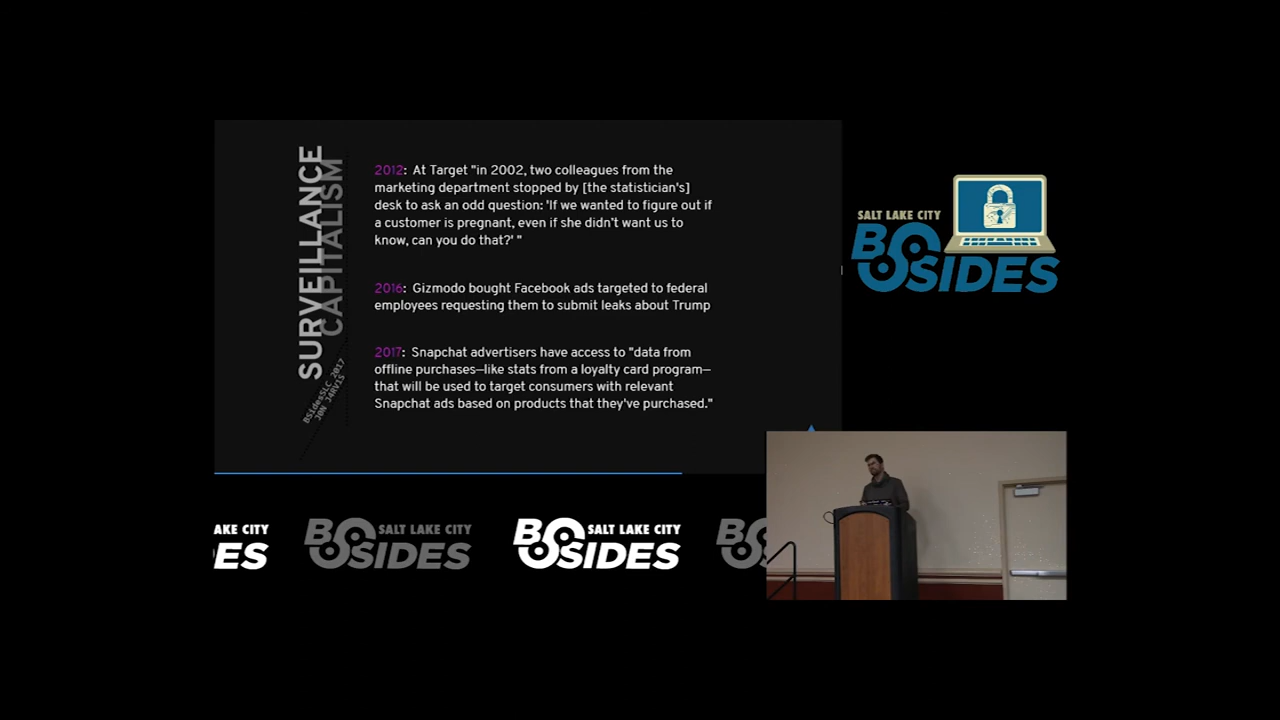 SURVEILLANCE
CAPITALISM
BSidesSLC 2017
J0N J4RV1S
2012: At Target "in 2002, two colleagues from the
marketing department stopped by [the statistician's]
desk to ask an odd question: 'If we wanted to figure out if
a customer is pregnant, even if she didn't want us to
know, can you do that?' "
2016: Gizmodo bought Facebook ads targeted to federal
employees requesting them to submit leaks about Trump
2017: Snapchat advertisers have access to "data from
offline purchases—like stats from a loyalty card program—
that will be used to target consumers with relevant
Snapchat ads based on products that they've purchased."
SALT LAKE CITY
BSIDES
AKE CITY
DES
SALT LAKE CITY
BSIDES
SALT LAKE CITY
BSIDES
BS